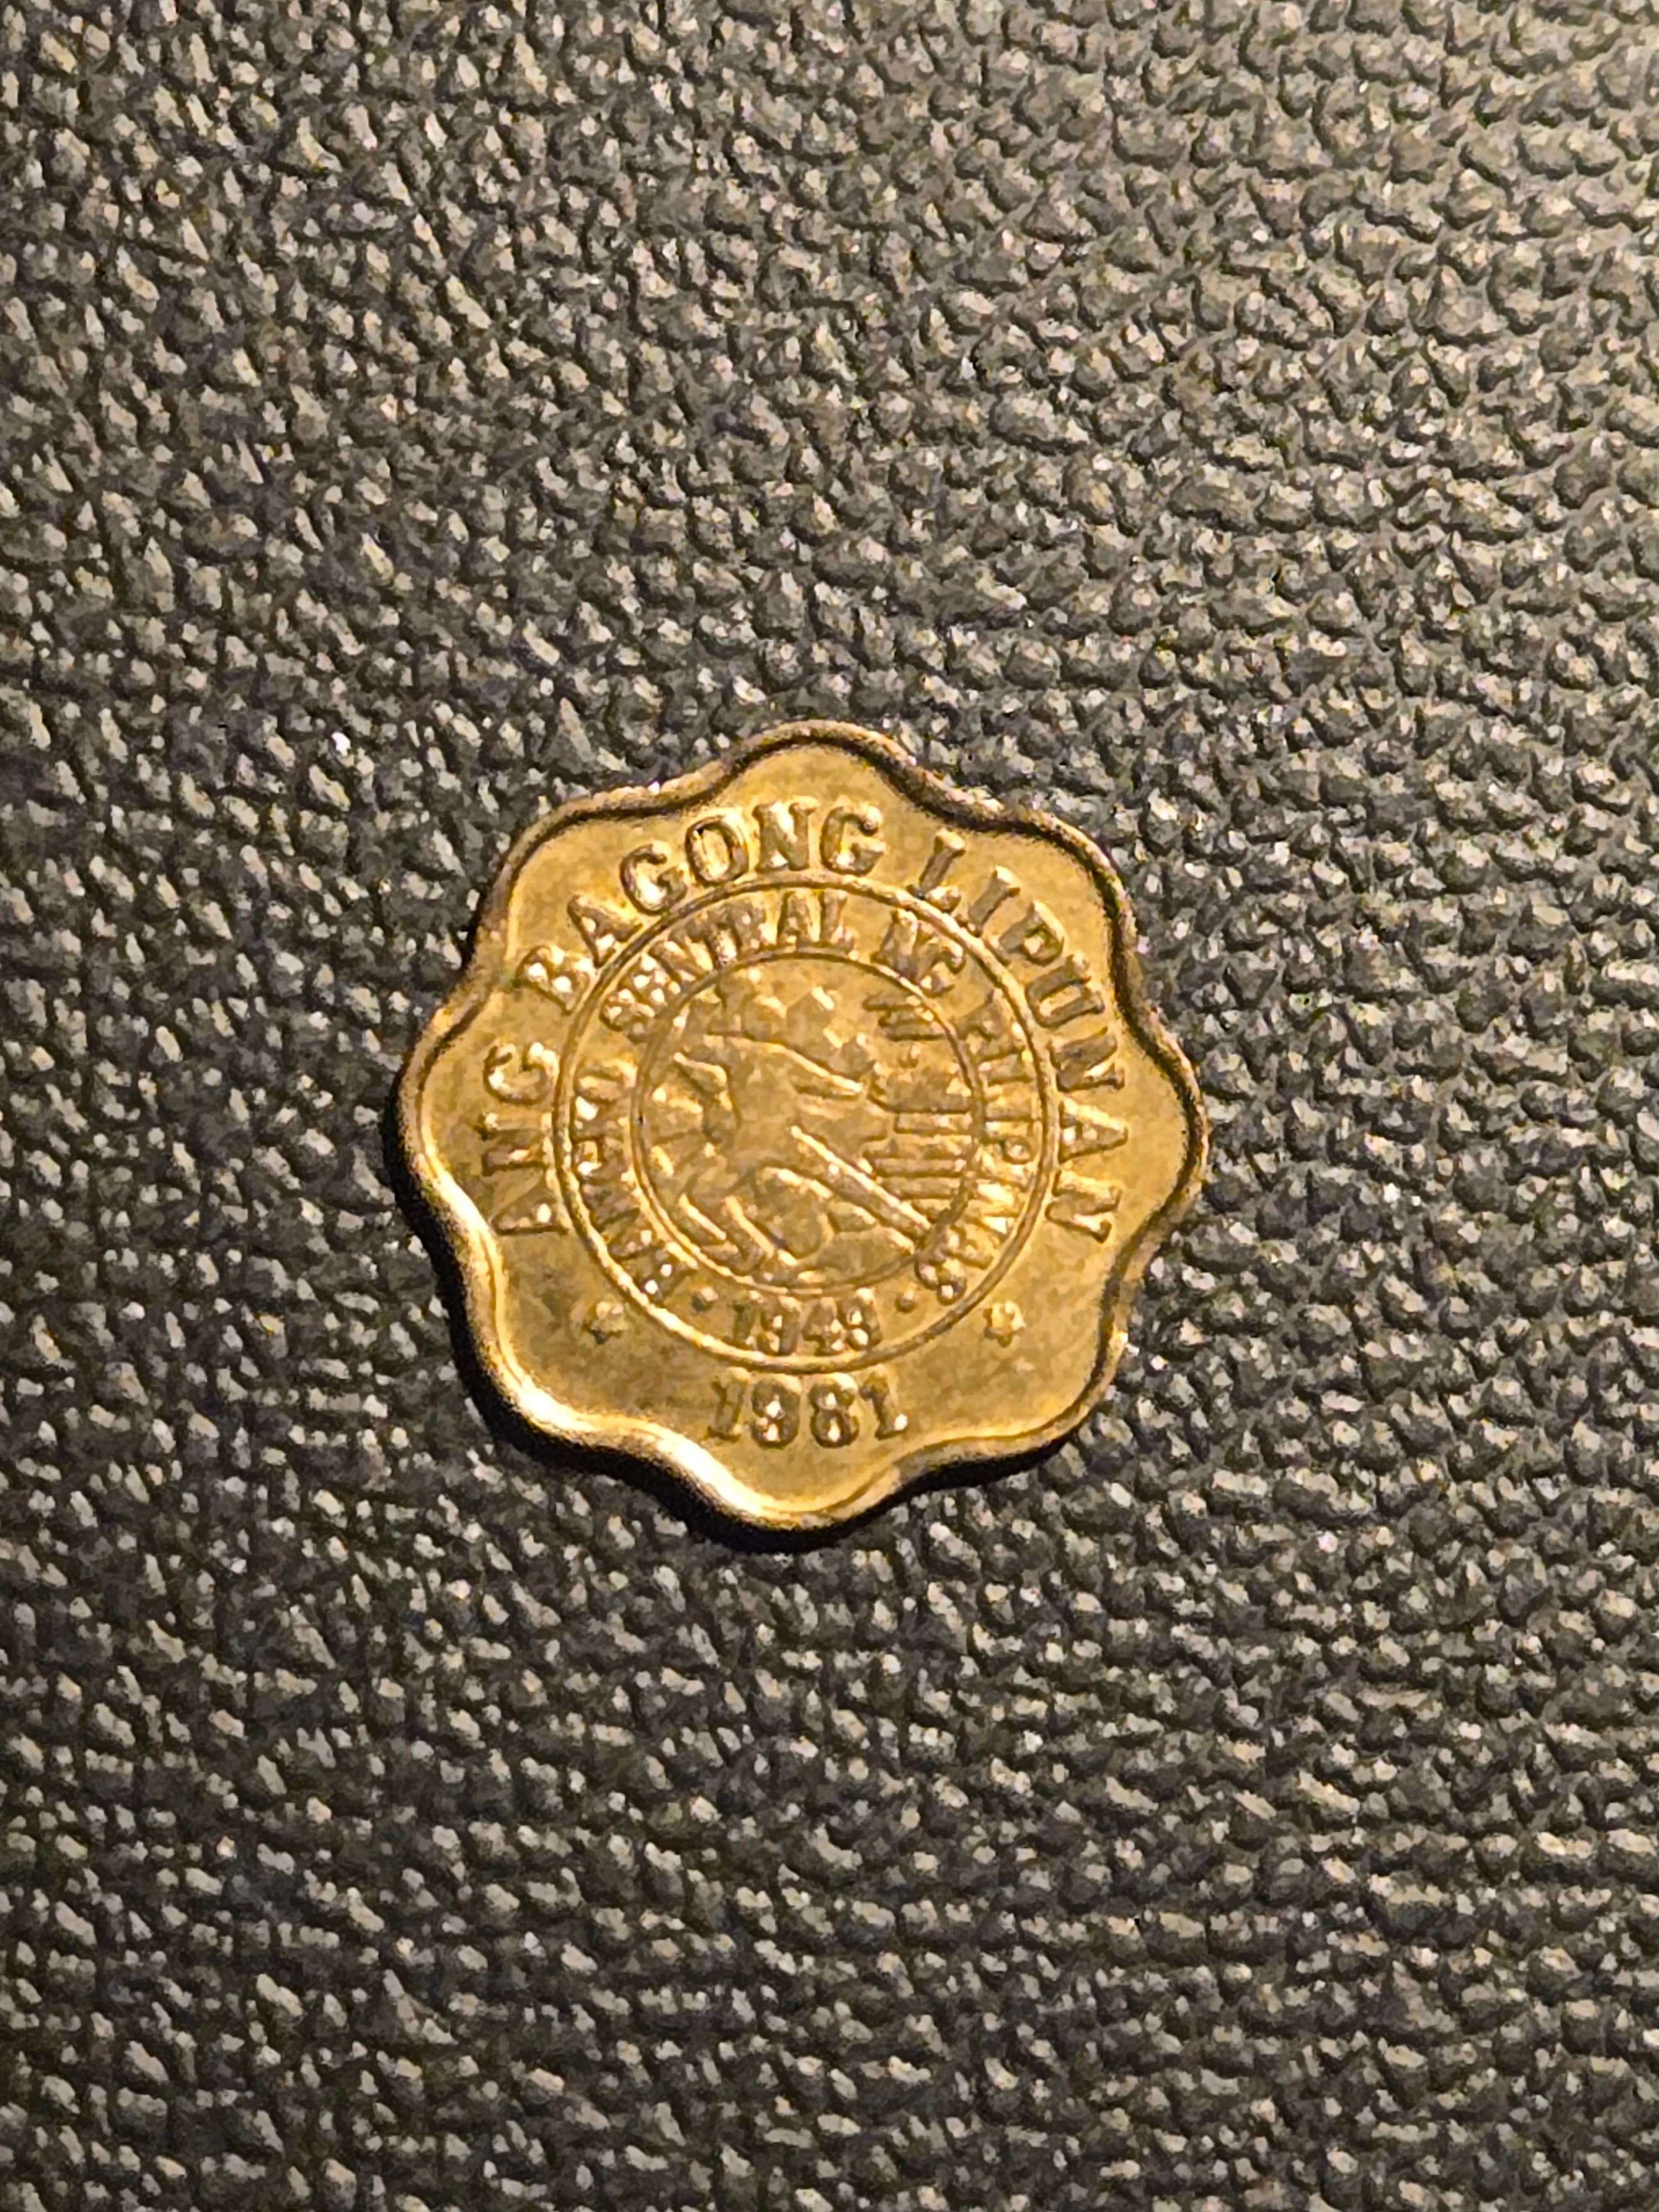 ANG BAGONG LIPUNAN
BANGKO SENTRAL NG PILIPINAS
· 1949 ·
1981